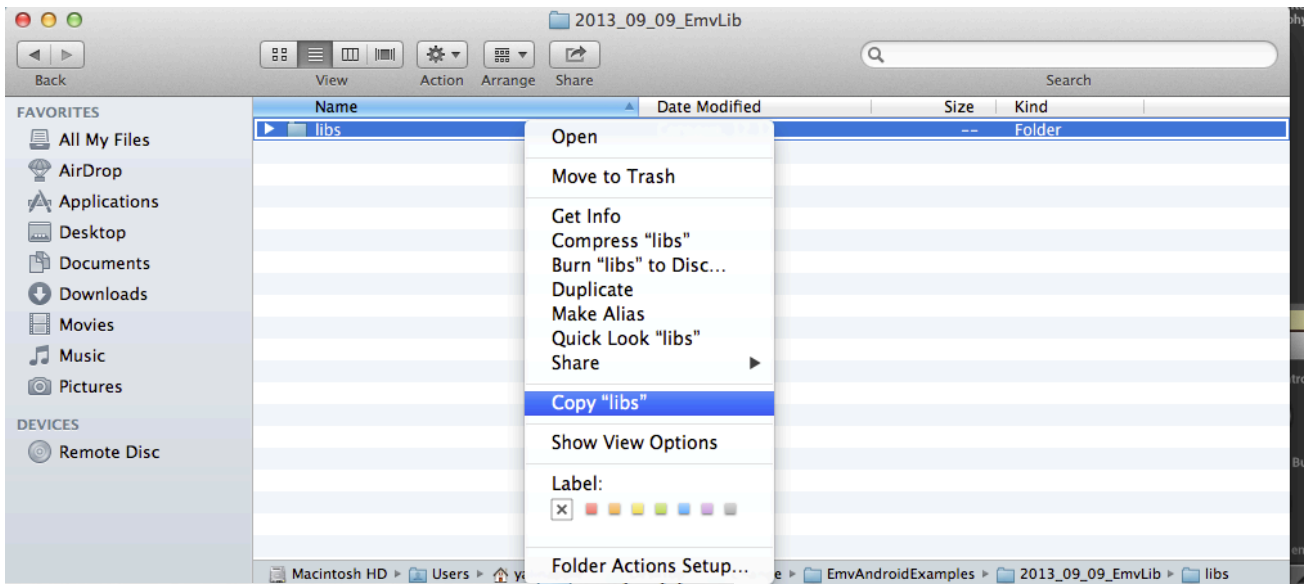 2013_09_09_EmvLib
Back
View
Action
Arrange
Share
Search
FAVORITES
All My Files
AirDrop
Applications
Desktop
Documents
Downloads
Movies
Music
Pictures
DEVICES
Remote Disc
Name Date Modified Size Kind
libs -- Folder
Open
Move to Trash
Get Info
Compress “libs”
Burn “libs” to Disc...
Duplicate
Make Alias
Quick Look “libs”
Share
Copy “libs”
Show View Options
Label:
Folder Actions Setup...
Macintosh HD Users EmvAndroidExamples 2013_09_09_EmvLib libs